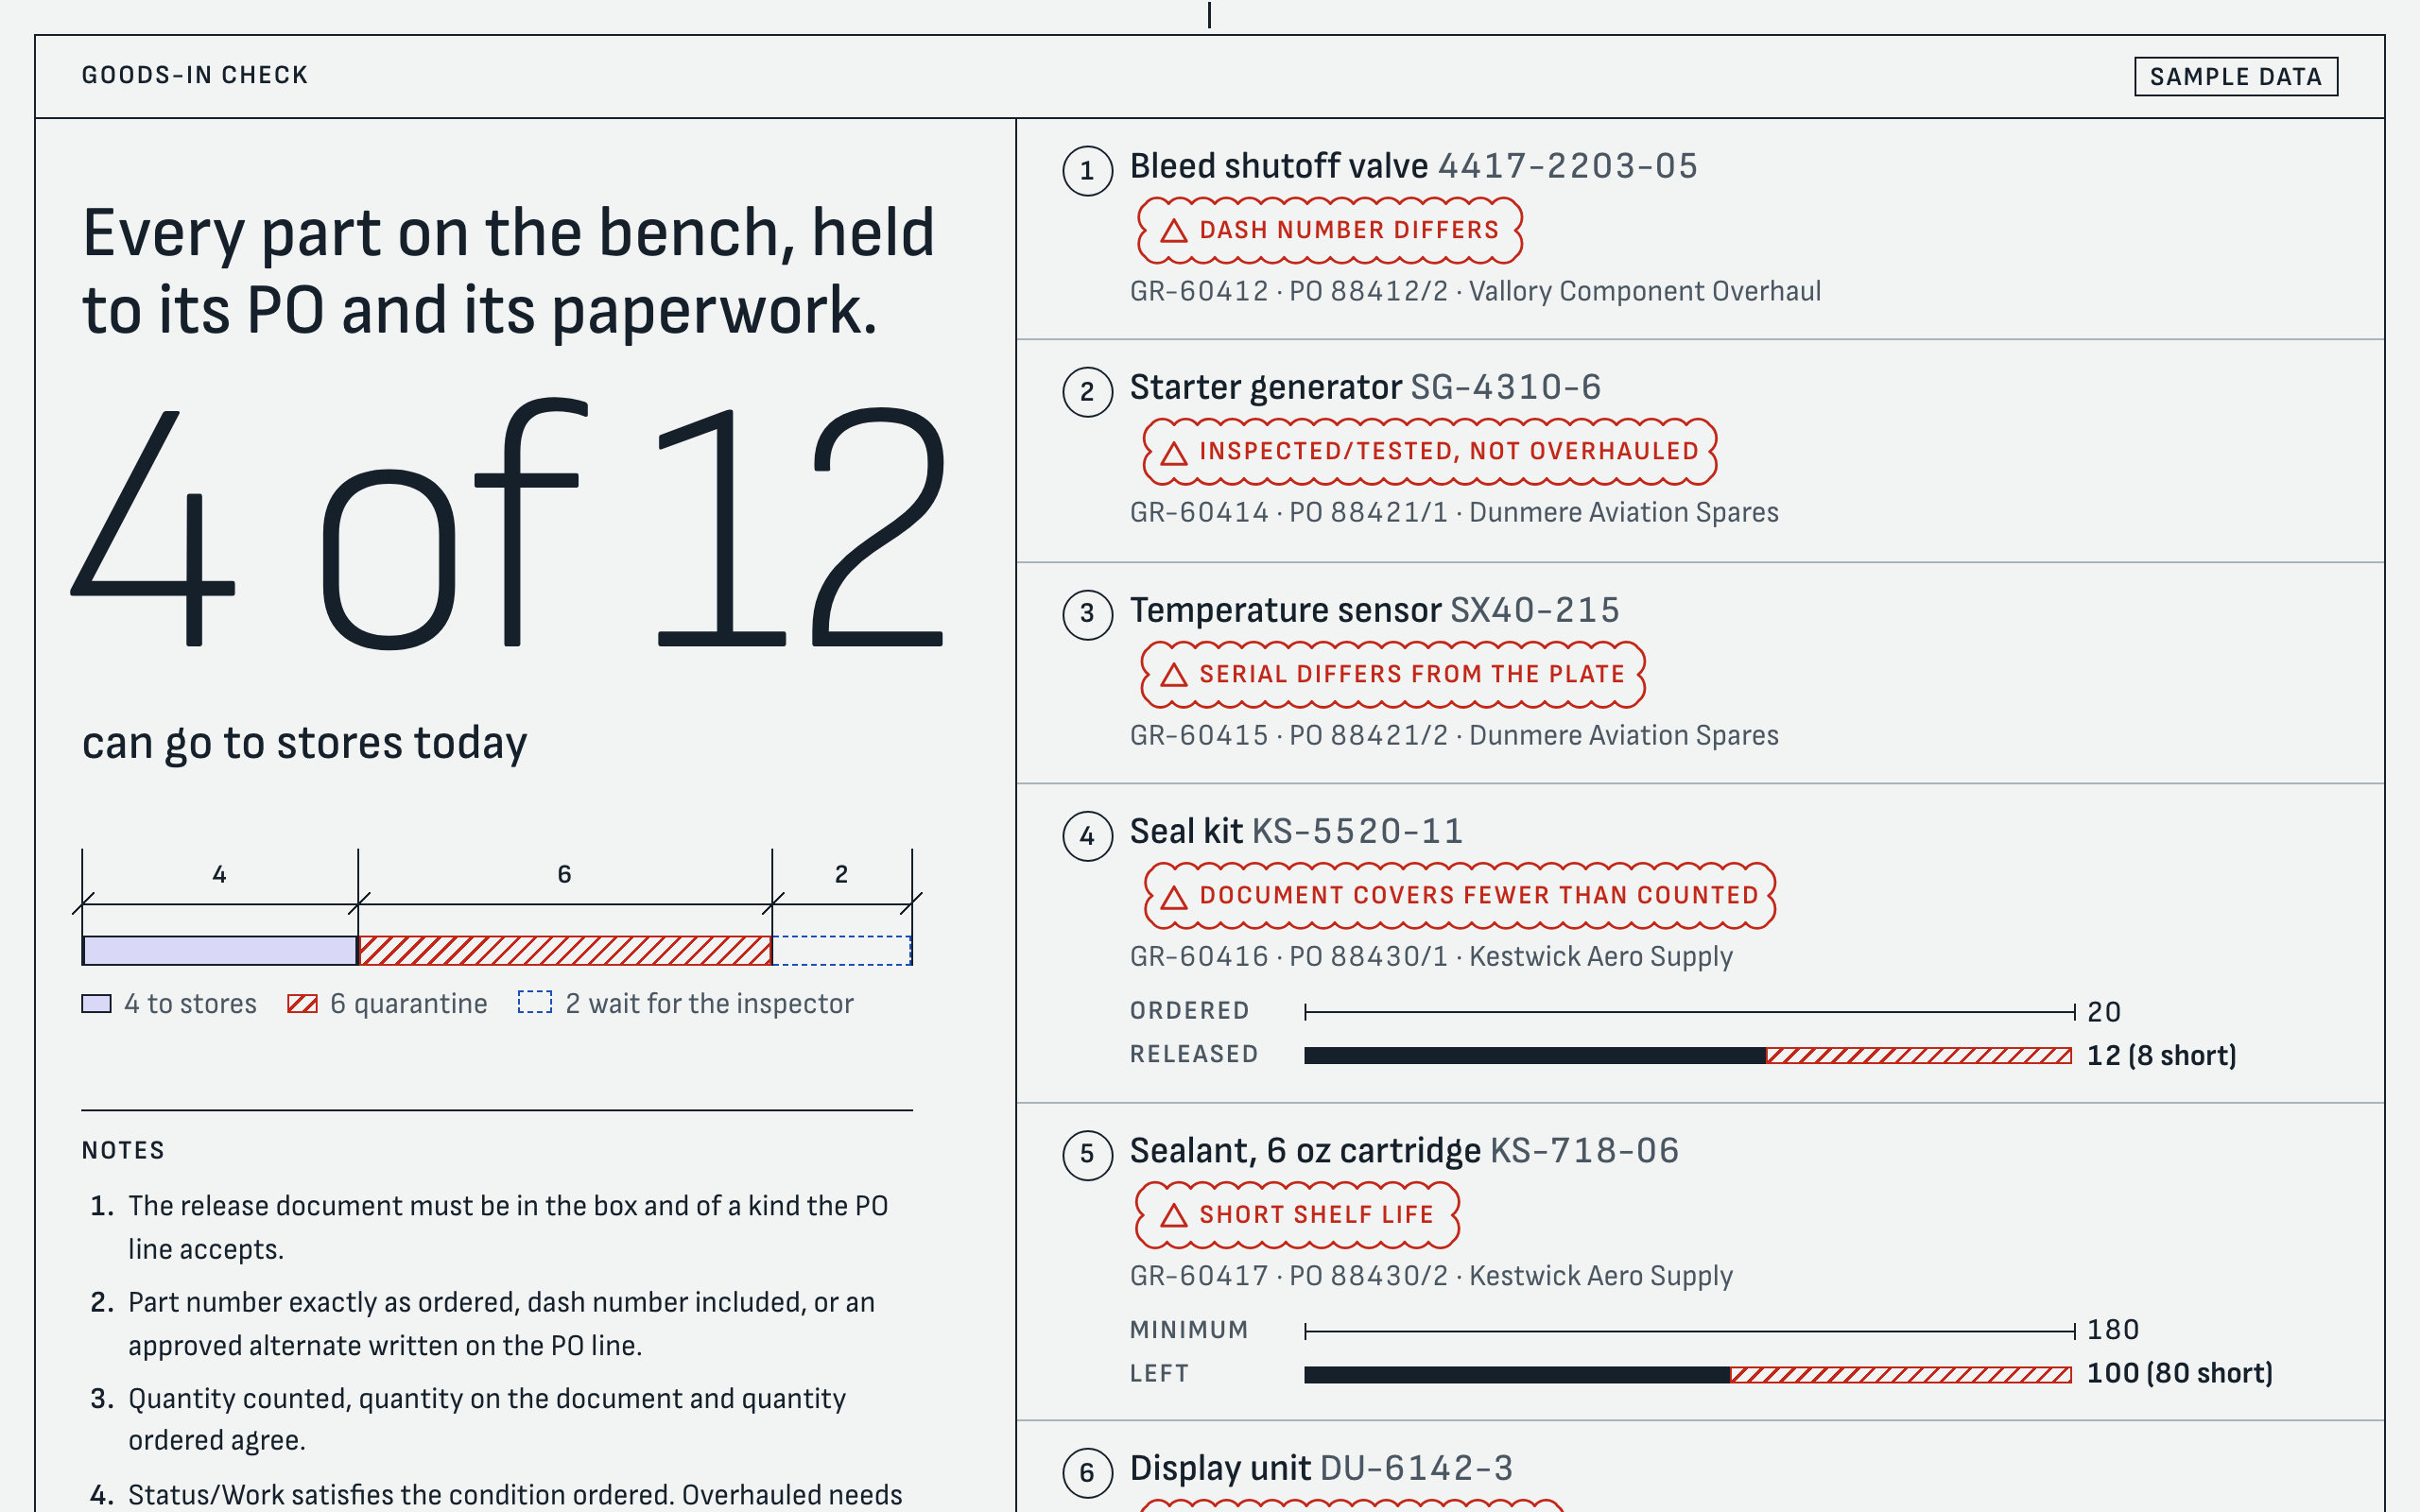 GOODS-IN CHECK
SAMPLE DATA
Every part on the bench, held
to its PO and its paperwork.
4 of 12
can go to stores today
4
6
2
4 to stores
6 quarantine
2 wait for the inspector
NOTES
1. The release document must be in the box and of a kind the PO
line accepts.
2. Part number exactly as ordered, dash number included, or an
approved alternate written on the PO line.
3. Quantity counted, quantity on the document and quantity
ordered agree.
4. Status/Work satisfies the condition ordered. Overhauled needs
1 Bleed shutoff valve 4417-2203-05
DASH NUMBER DIFFERS
GR-60412 · PO 88412/2 · Vallory Component Overhaul
2 Starter generator SG-4310-6
INSPECTED/TESTED, NOT OVERHAULED
GR-60414 · PO 88421/1 · Dunmere Aviation Spares
3 Temperature sensor SX40-215
SERIAL DIFFERS FROM THE PLATE
GR-60415 · PO 88421/2 · Dunmere Aviation Spares
4 Seal kit KS-5520-11
DOCUMENT COVERS FEWER THAN COUNTED
GR-60416 · PO 88430/1 · Kestwick Aero Supply
ORDERED 20
RELEASED 12 (8 short)
5 Sealant, 6 oz cartridge KS-718-06
SHORT SHELF LIFE
GR-60417 · PO 88430/2 · Kestwick Aero Supply
MINIMUM 180
LEFT 100 (80 short)
6 Display unit DU-6142-3